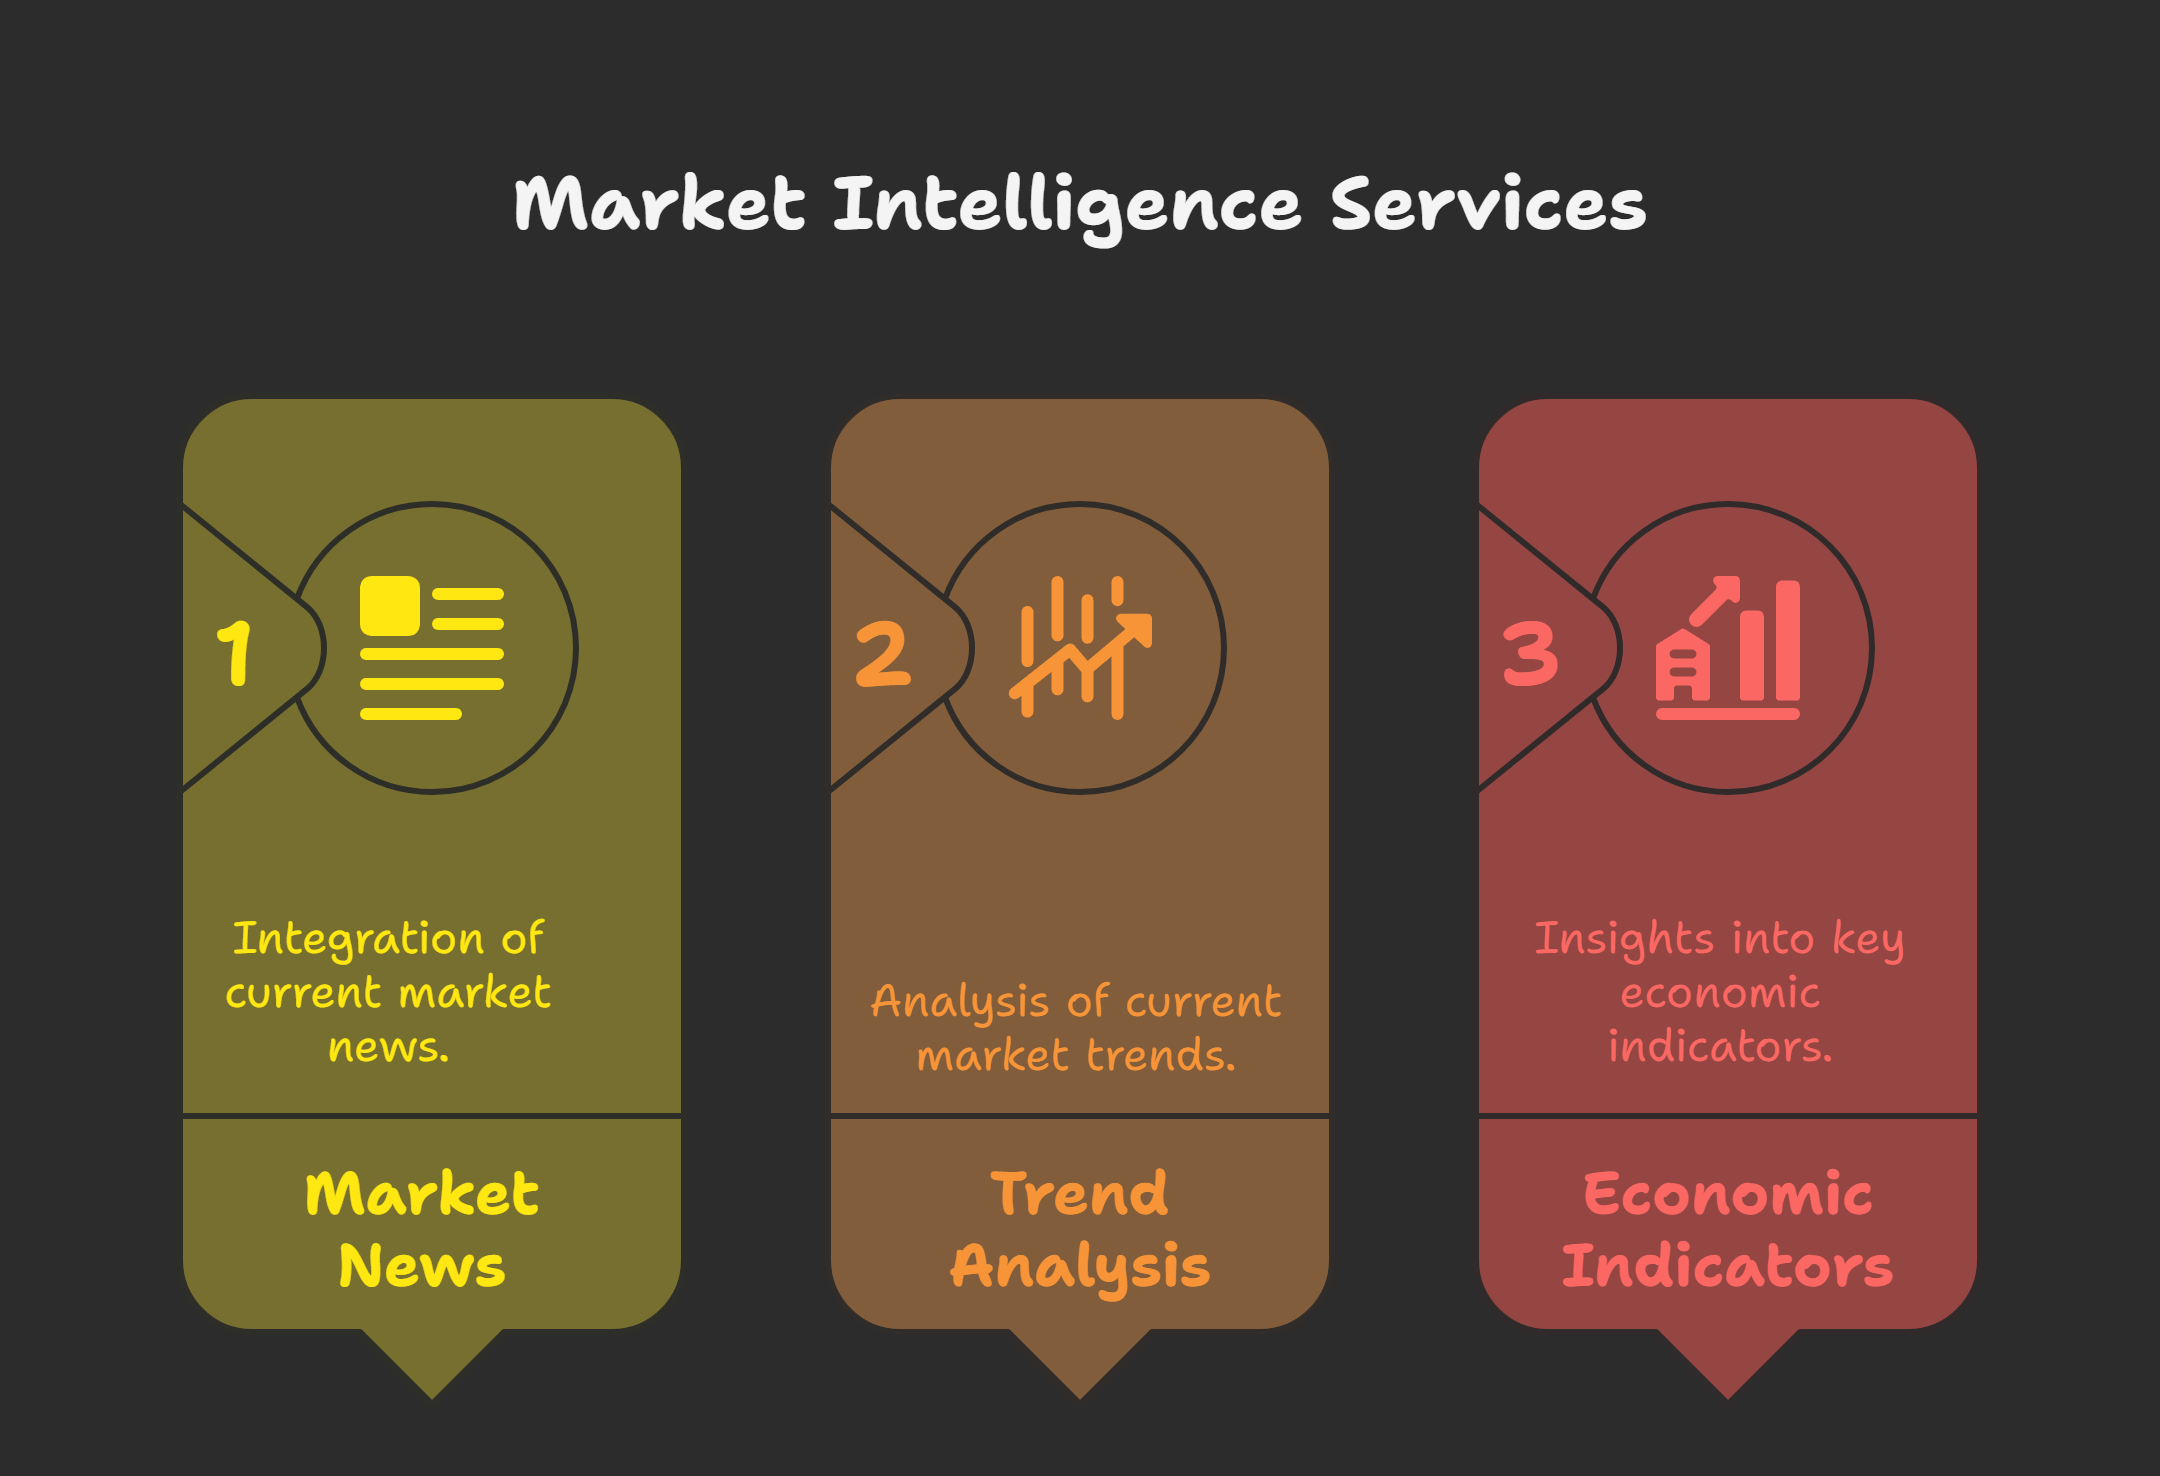 Market Intelligence Services
1
Integration of
current market
news.
Market
News
2
Analysis of current
market trends.
Trend
Analysis
3
Insights into key
economic
indicators.
Economic
Indicators